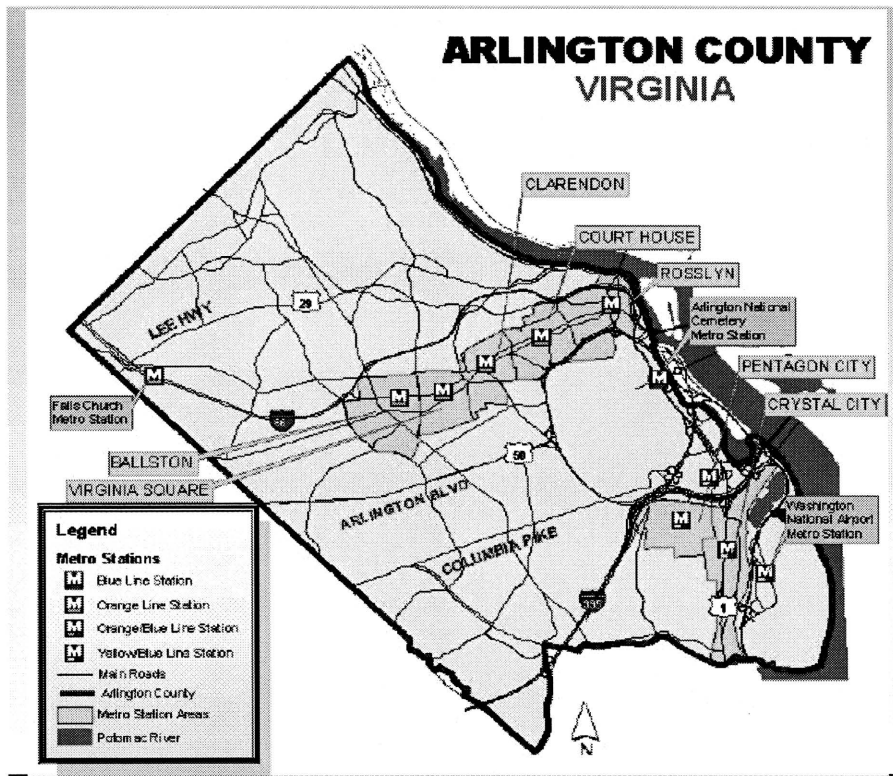 ARLINGTON COUNTY
VIRGINIA
CLARENDON
COURT HOUSE
ROSSLYN
Arlington National
Cemetery
Metro Station
PENTAGON CITY
CRYSTAL CITY
29
LEE HWY
Falls Church
Metro Station
66
BALLSTON
VIRGINIA SQUARE
50
ARLINGTON BLVD
COLUMBIA PIKE
Washington
National Airport
Metro Station
395
1
M
M
M
M
M
M
M
M
M
M
M
Legend
Metro Stations
M Blue Line Station
M Orange Line Station
M Orange/Blue Line Station
M Yellow/Blue Line Station
Main Roads
Arlington County
Metro Station Areas
Potomac River
N